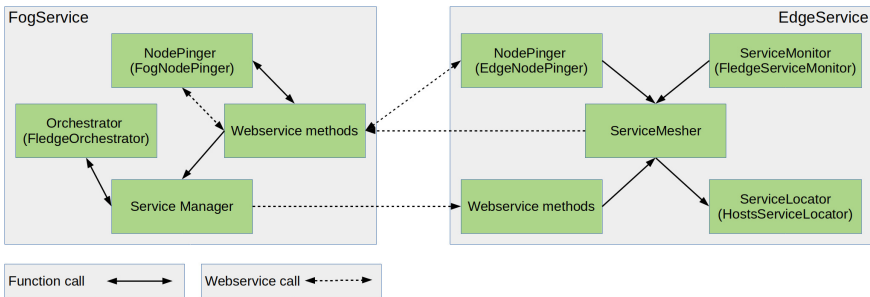 FogService
EdgeService
NodePinger
(FogNodePinger)
Orchestrator
(FledgeOrchestrator)
Webservice methods
Service Manager
NodePinger
(EdgeNodePinger)
ServiceMonitor
(FledgeServiceMonitor)
ServiceMesher
Webservice methods
ServiceLocator
(HostsServiceLocator)
Function call
Webservice call